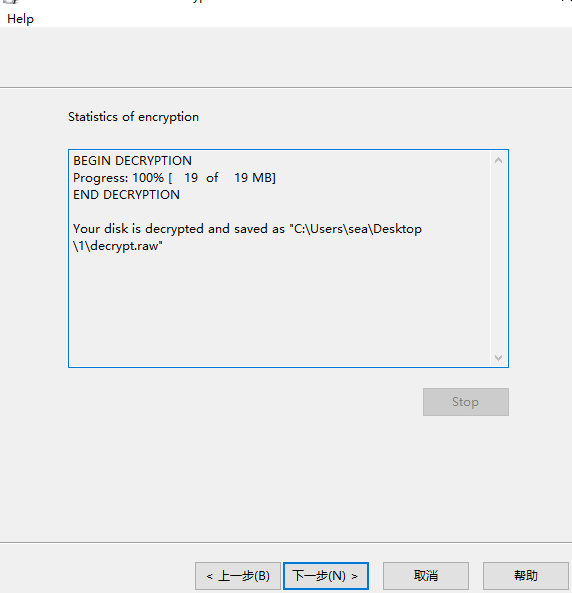 Help
Statistics of encryption
BEGIN DECRYPTION
Progress: 100% [ 19 of 19 MB]
END DECRYPTION
Your disk is decrypted and saved as "C:\Users\sea\Desktop
\1\decrypt.raw"
Stop
< 上一步(B) 下一步(N) > 取消 帮助